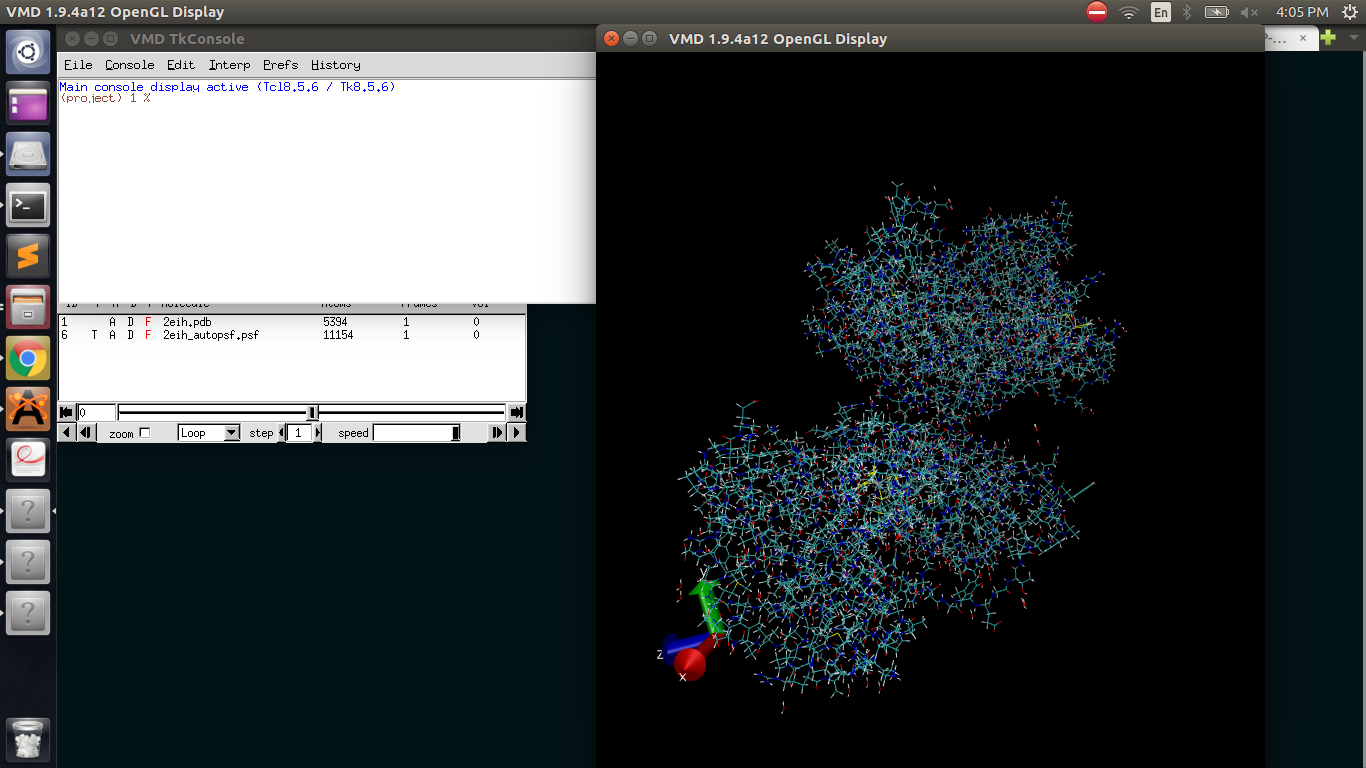 VMD 1.9.4a12 OpenGL Display
En
4:05 PM
VMD TkConsole
File Console Edit Interp Prefs History
Main console display active (Tcl8.5.6 / Tk8.5.6)
(project) 1 %
VMD 1.9.4a12 OpenGL Display
P-...
ID T A D F Molecule Atoms Frames Vol
1 A D F 2eih.pdb 5394 1 0
6 T A D F 2eih_autopsf.psf 11154 1 0
0
zoom Loop step 1 speed
Y
Z
X